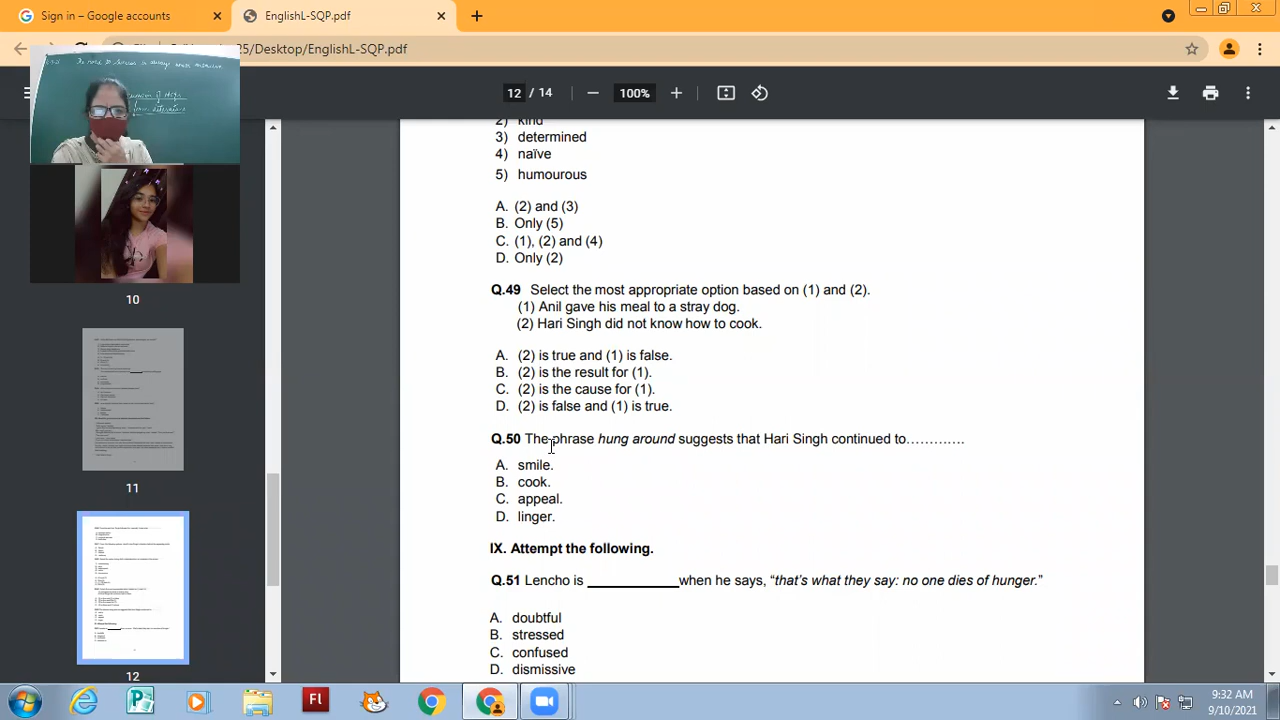 Sign in – Google accounts
EnglishL-SQP.pdf
25/Desktop/EnglishL-SQP.pdf
12 / 14
100%
2) kind
3) determined
4) naïve
5) humourous
A. (2) and (3)
B. Only (5)
C. (1), (2) and (4)
D. Only (2)
Q.49 Select the most appropriate option based on (1) and (2).
(1) Anil gave his meal to a stray dog.
(2) Hari Singh did not know how to cook.
A. (2) is true and (1) is false.
B. (2) is the result for (1).
C. (2) is the cause for (1).
D. (2) is false and (1) is true.
Q.50 The phrase hung around suggests that Hari Singh continued to………….
A. smile.
B. cook.
C. appeal.
D. linger.
IX. Attempt the following.
Q.51 Lencho is ____________when he says, “that’s what they say: no one dies of hunger.”
A. doubtful
B. stressed
C. confused
D. dismissive
10
11
12
9:32 AM
9/10/2021